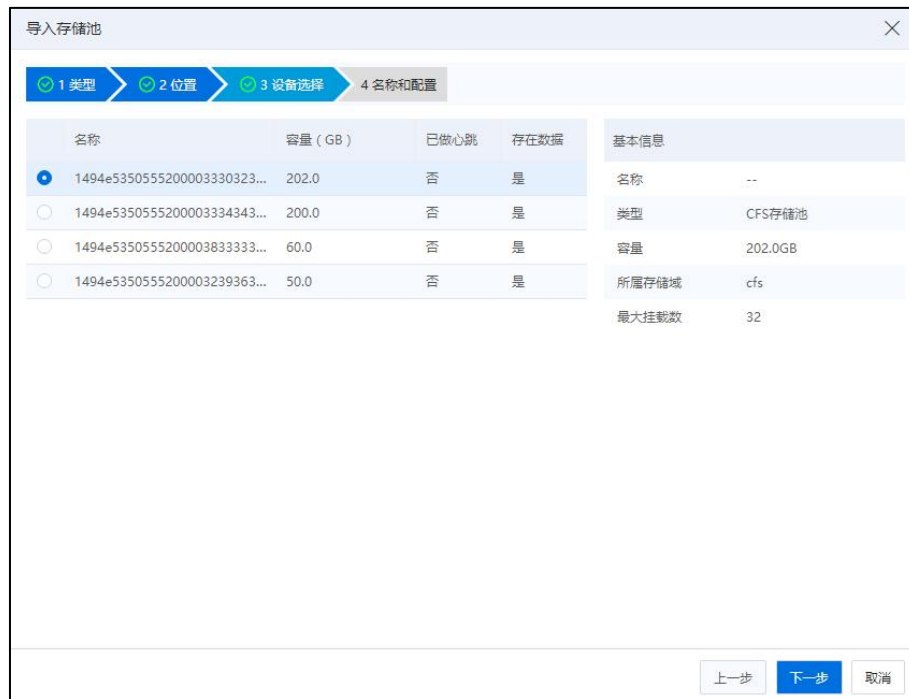 导入存储池
1 类型 2 位置 3 设备选择 4 名称和配置
名称 容量（GB） 已做心跳 存在数据
1494e5350555200003330323... 202.0 否 是
1494e5350555200003334343... 200.0 否 是
1494e5350555200003833333... 60.0 否 是
1494e5350555200003239363... 50.0 否 是
基本信息
名称 --
类型 CFS存储池
容量 202.0GB
所属存储域 cfs
最大挂载数 32
上一步 下一步 取消